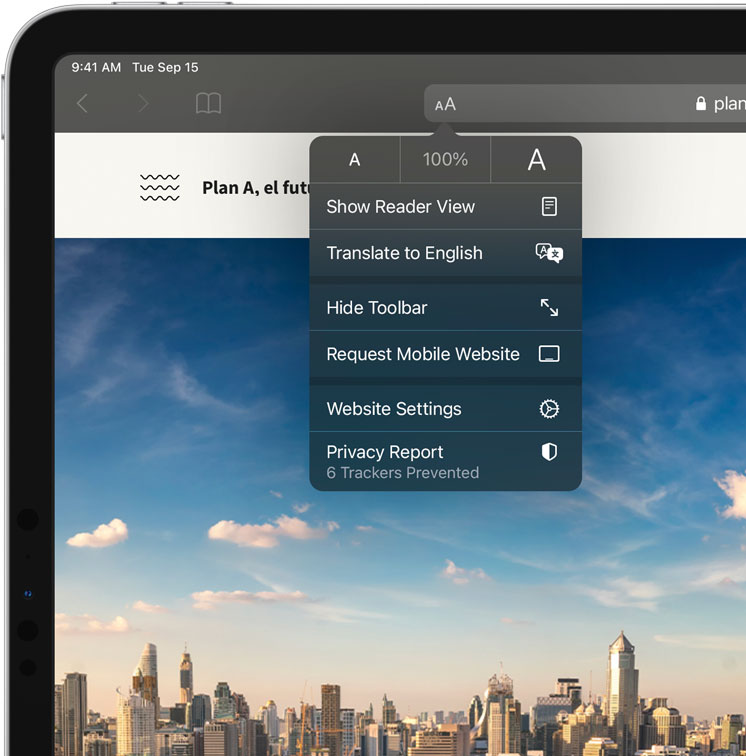 9:41 AM Tue Sep 15
AA
plan
Plan A, el futu
A 100% A
Show Reader View
Translate to English
Hide Toolbar
Request Mobile Website
Website Settings
Privacy Report
6 Trackers Prevented